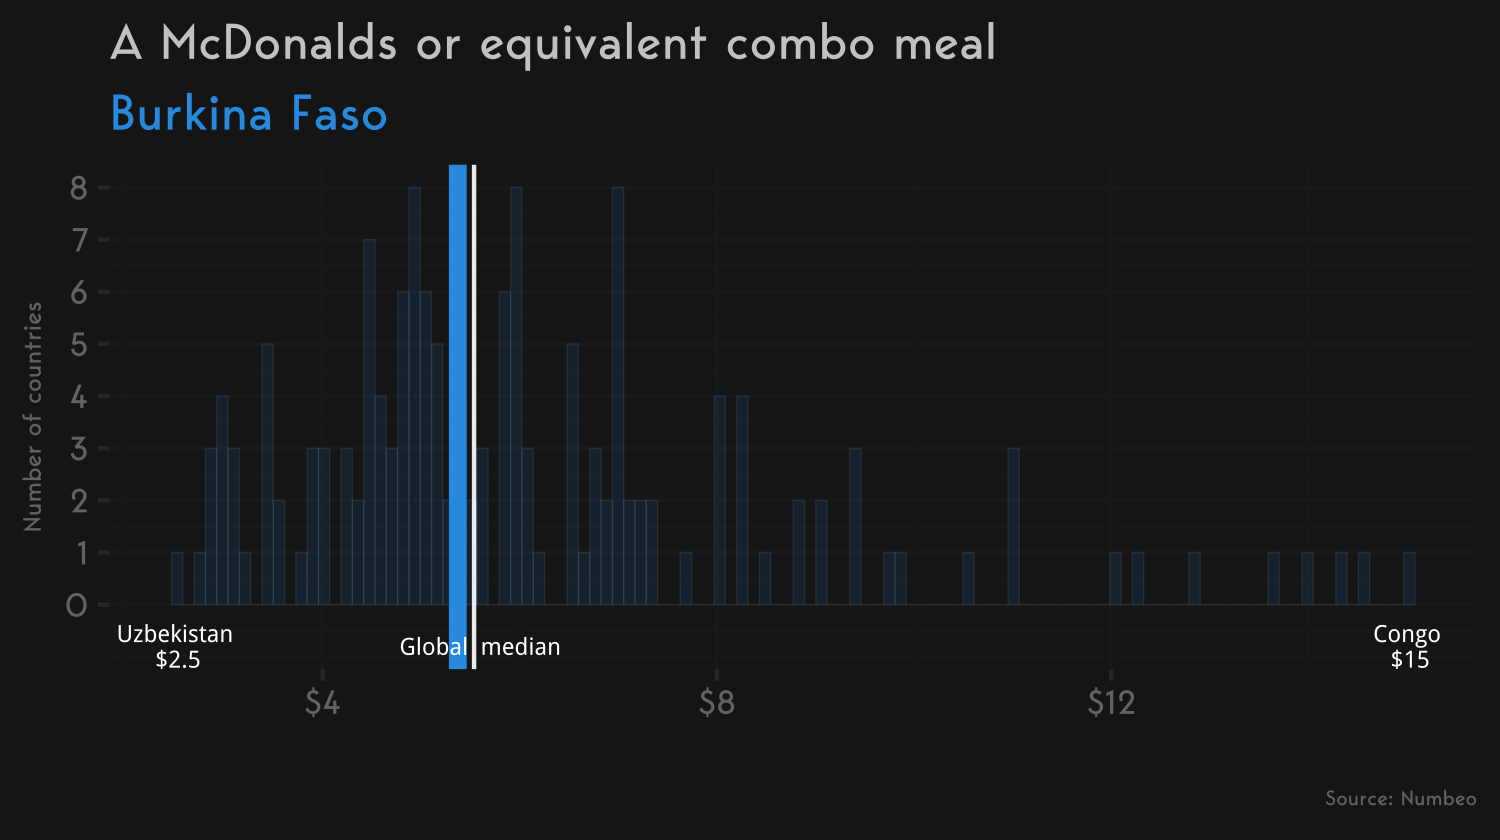 A McDonalds or equivalent combo meal
Burkina Faso
Number of countries
8
7
6
5
4
3
2
1
0
Uzbekistan
$2.5
Global median
Congo
$15
$4
$8
$12
Source: Numbeo